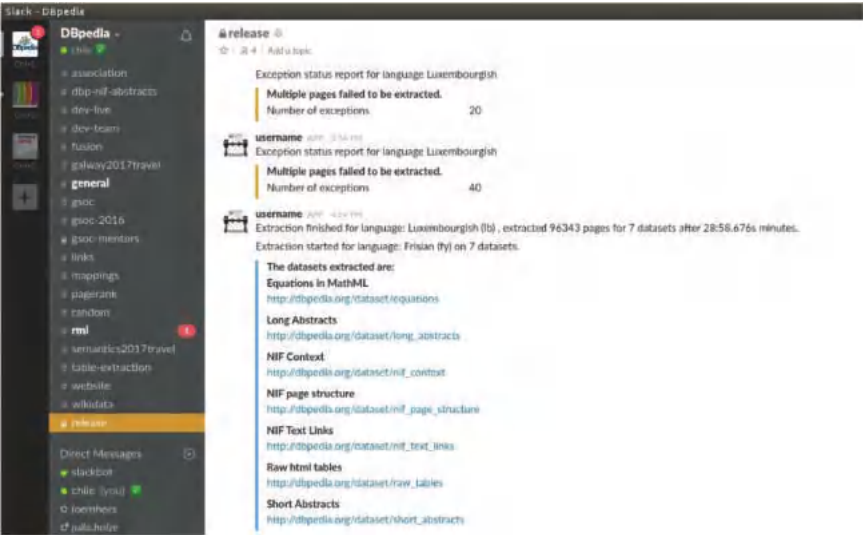 Slack - DBpedia
DBpedia
chile
# association
# dbp-nif-abstracts
# dev-live
# dev-team
# fusion
# galway2017travel
# general
# gsoc
# gsoc-2016
gsoc-mentors
# links
# mappings
# pagerank
# random
# rml 1
# semantics2017travel
# table-extraction
# website
# wikidata
release
Direct Messages
slackbot
chile (you)
release
4 | Add a topic
Exception status report for language Luxembourgish
Multiple pages failed to be extracted.
Number of exceptions 20
username APP
Exception status report for language Luxembourgish
Multiple pages failed to be extracted.
Number of exceptions 40
username APP
Extraction finished for language: Luxembourgish (lb) , extracted 96343 pages for 7 datasets after 28:58.676s minutes.
Extraction started for language: Frisian (fy) on 7 datasets.
The datasets extracted are:
Equations in MathML
http://dbpedia.org/dataset/equations
Long Abstracts
http://dbpedia.org/dataset/long_abstracts
NIF Context
http://dbpedia.org/dataset/nif_context
NIF page structure
http://dbpedia.org/dataset/nif_page_structure
NIF Text Links
http://dbpedia.org/dataset/nif_text_links
Raw html tables
http://dbpedia.org/dataset/raw_tables
Short Abstracts
http://dbpedia.org/dataset/short_abstracts